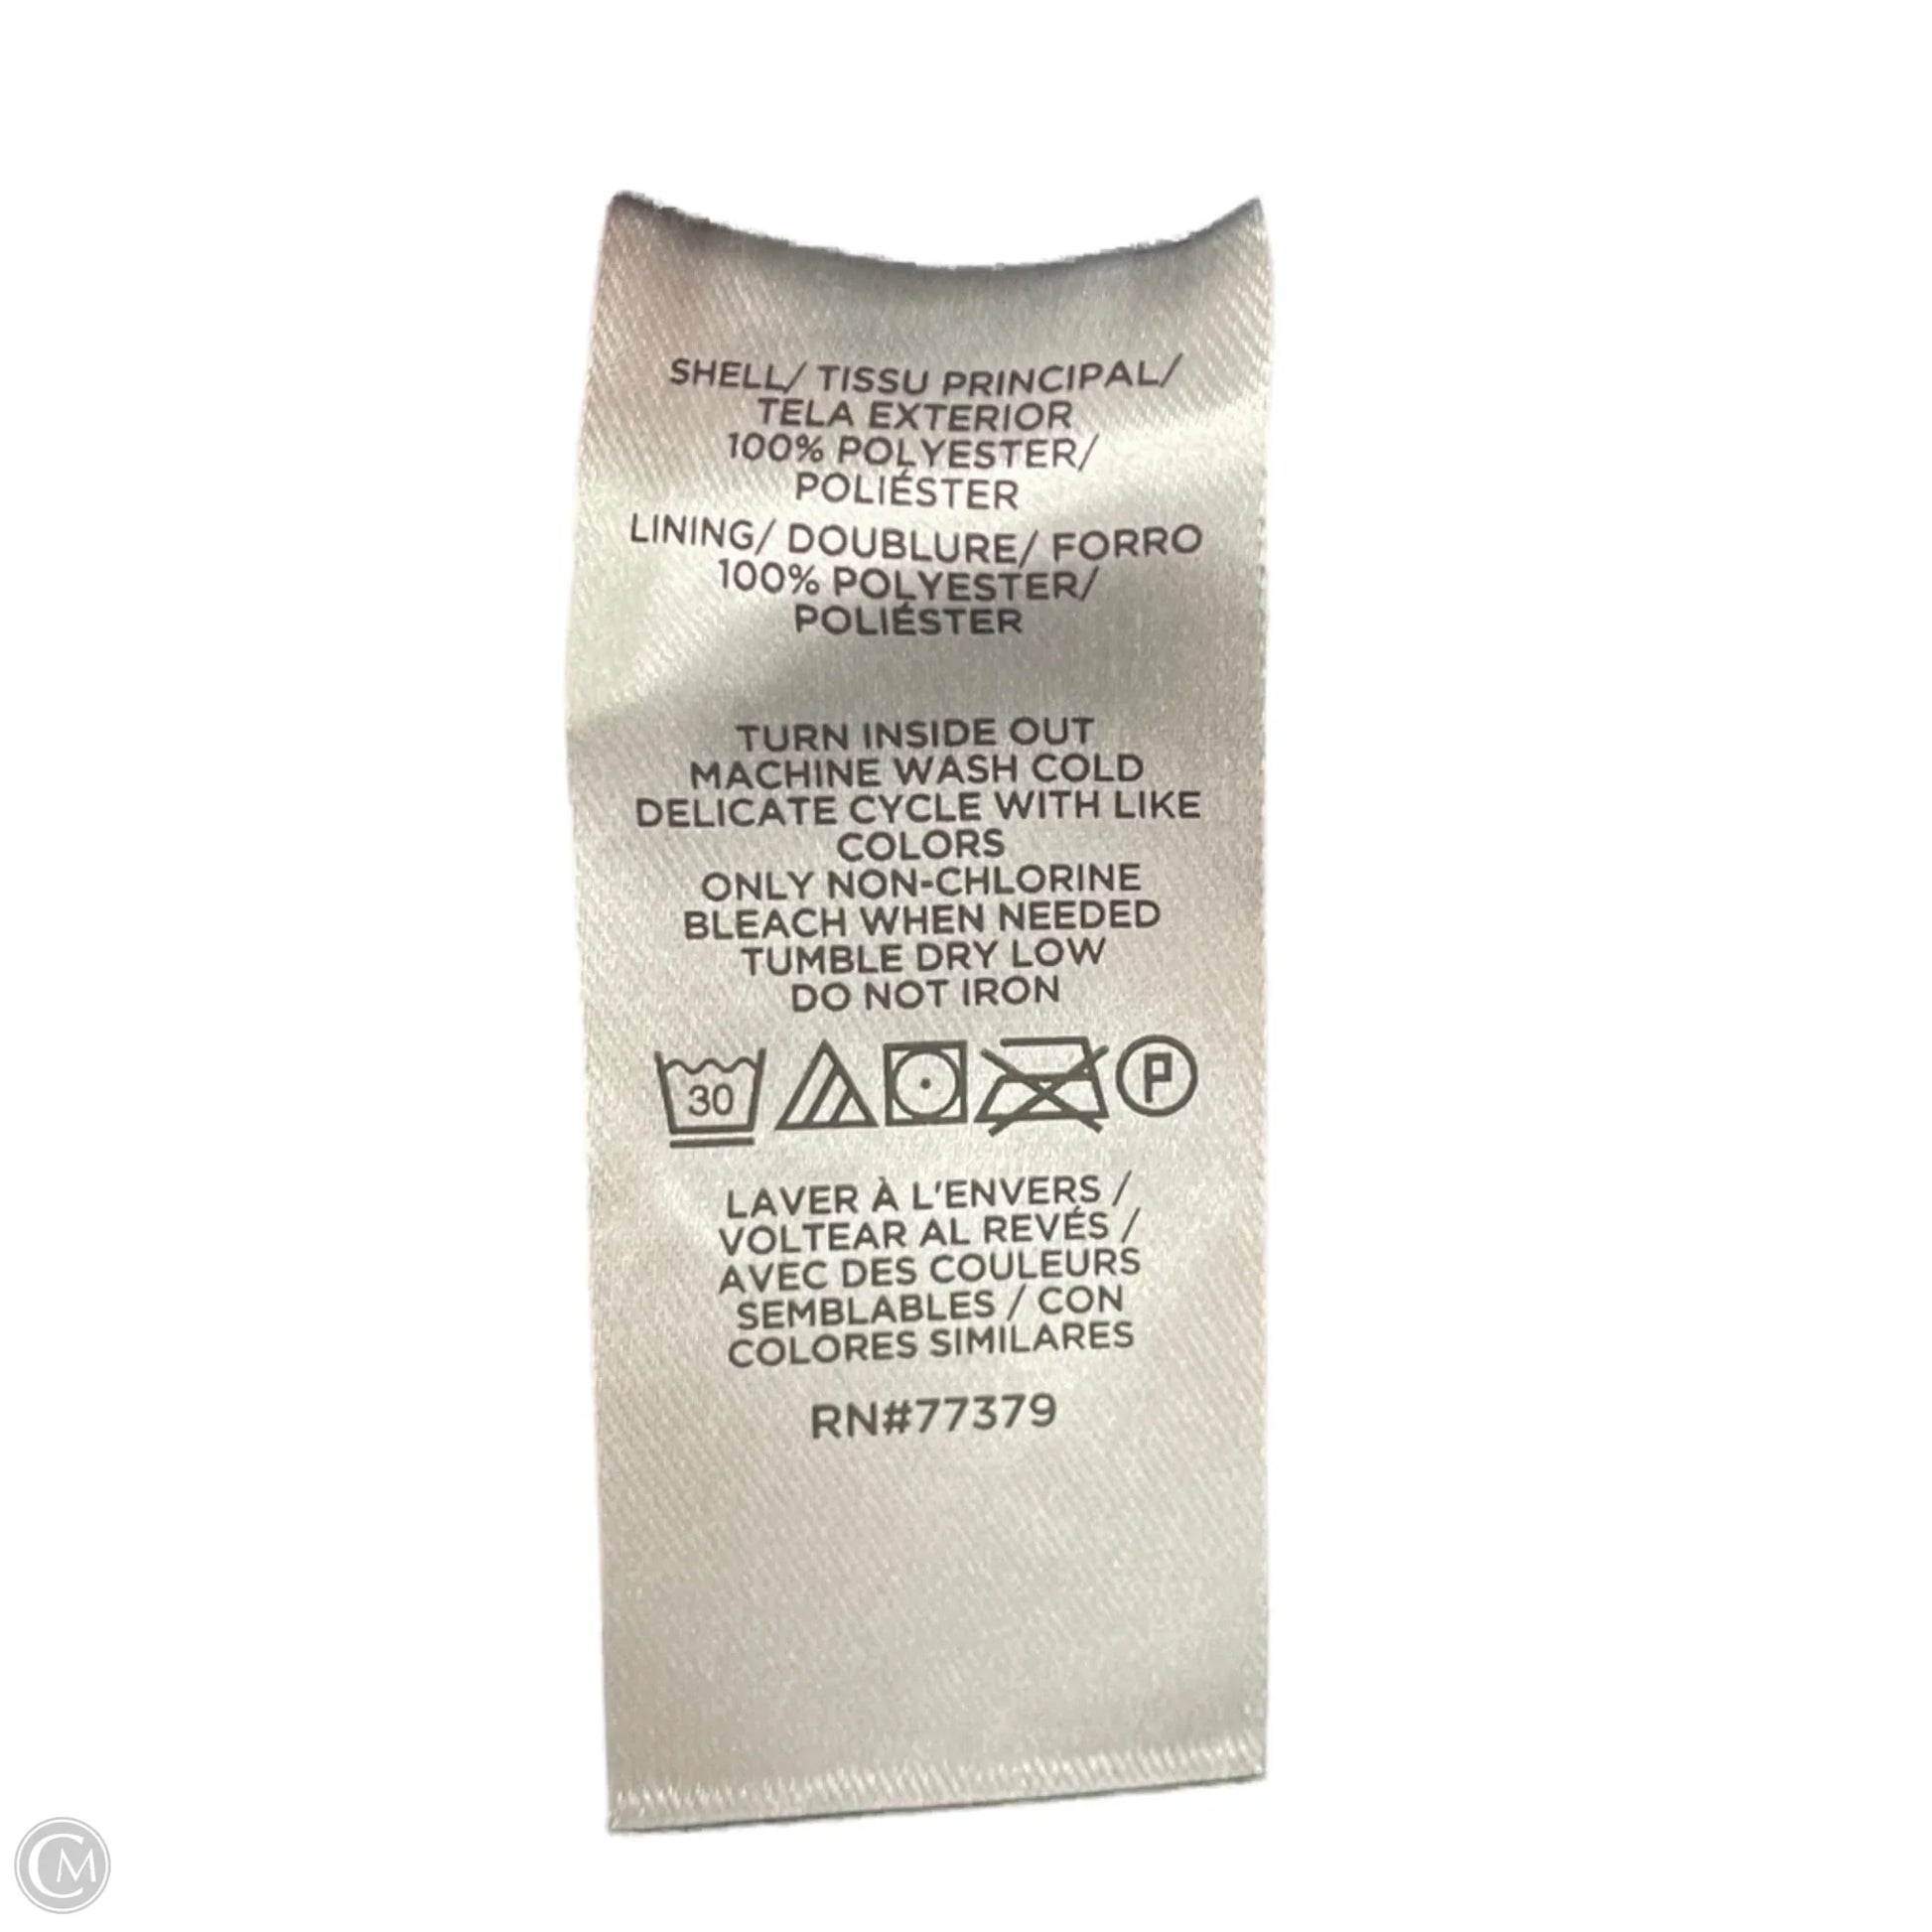 SHELL/ TISSU PRINCIPAL/
TELA EXTERIOR
100% POLYESTER/
POLIÉSTER
LINING/ DOUBLURE/ FORRO
100% POLYESTER/
POLIÉSTER
TURN INSIDE OUT
MACHINE WASH COLD
DELICATE CYCLE WITH LIKE
COLORS
ONLY NON-CHLORINE
BLEACH WHEN NEEDED
TUMBLE DRY LOW
DO NOT IRON
30 P
LAVER À L'ENVERS /
VOLTEAR AL REVÉS /
AVEC DES COULEURS
SEMBLABLES / CON
COLORES SIMILARES
RN#77379
CM